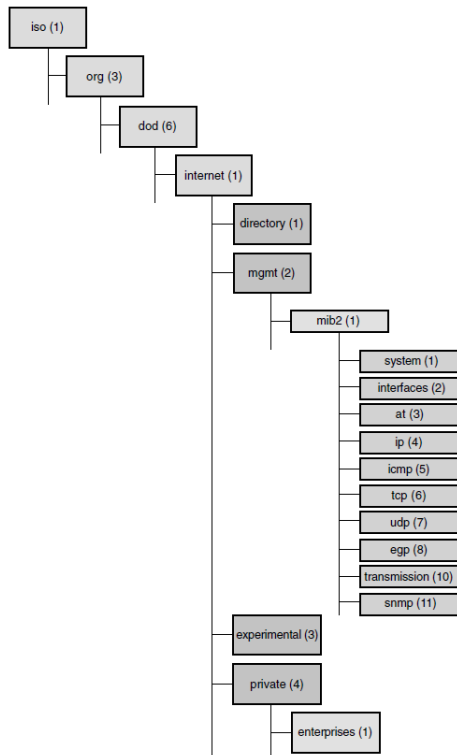 iso (1)
org (3)
dod (6)
internet (1)
directory (1)
mgmt (2)
mib2 (1)
system (1)
interfaces (2)
at (3)
ip (4)
icmp (5)
tcp (6)
udp (7)
egp (8)
transmission (10)
snmp (11)
experimental (3)
private (4)
enterprises (1)